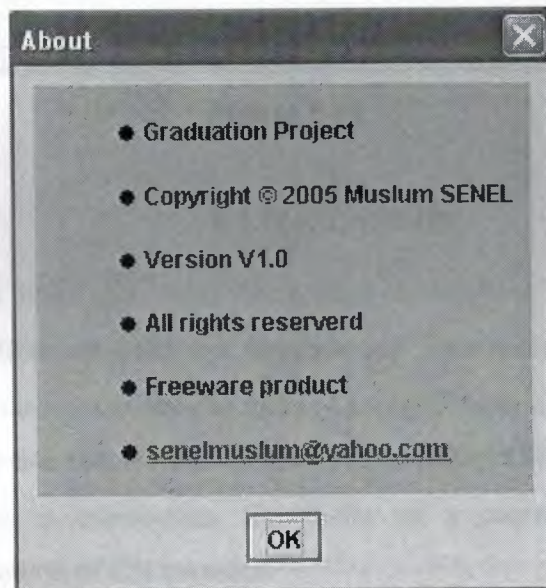 About
● Graduation Project
● Copyright © 2005 Muslum SENEL
● Version V1.0
● All rights reserverd
● Freeware product
● senelmuslum@yahoo.com
OK